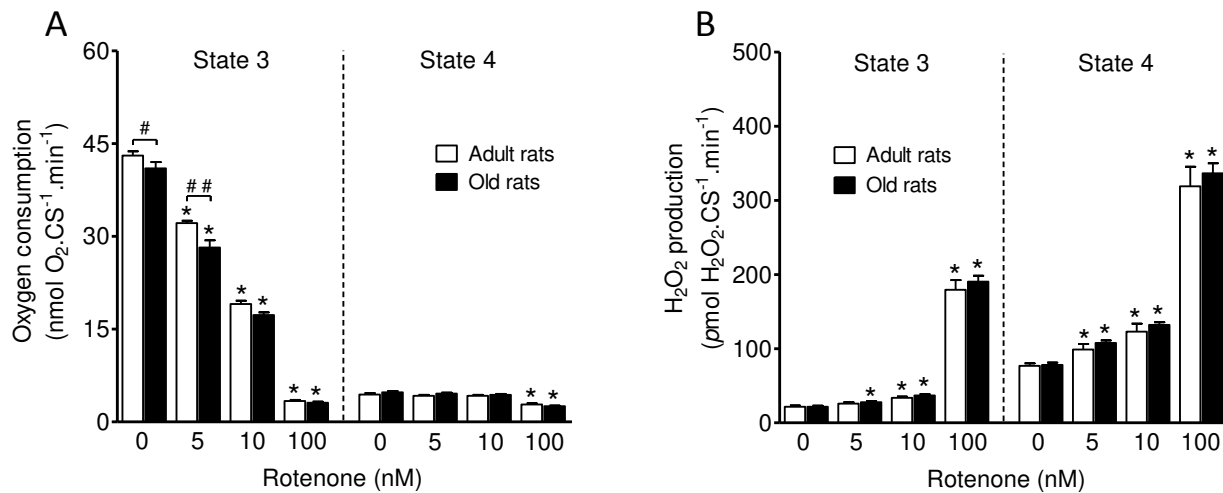 A
60
45
30
15
0
Oxygen consumption
(nmol O₂.CS⁻¹.min⁻¹)
State 3
State 4
#
# #
* *
* *
* *
* *
Adult rats
Old rats
0 5 10 100 0 5 10 100
Rotenone (nM)
B
500
400
300
200
100
0
H₂O₂ production
(pmol H₂O₂.CS⁻¹.min⁻¹)
State 3
State 4
Adult rats
Old rats
*
* *
* *
* *
* *
* *
0 5 10 100 0 5 10 100
Rotenone (nM)